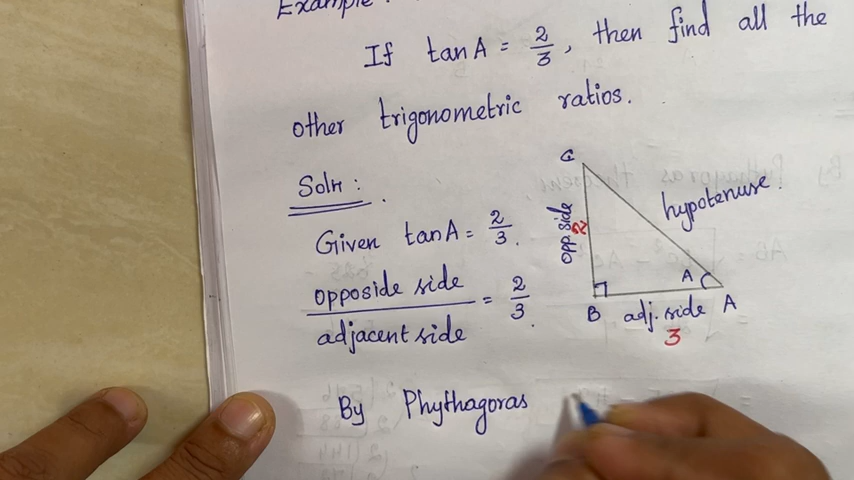 Example:
If tan A = 2/3, then find all the
other trigonometric ratios.
Soln :
Given tan A = 2/3.
opposide side / adjacent side = 2/3.
C
opp. side
2
hypotenuse.
A
B adj. side A
3
By Phythagoras